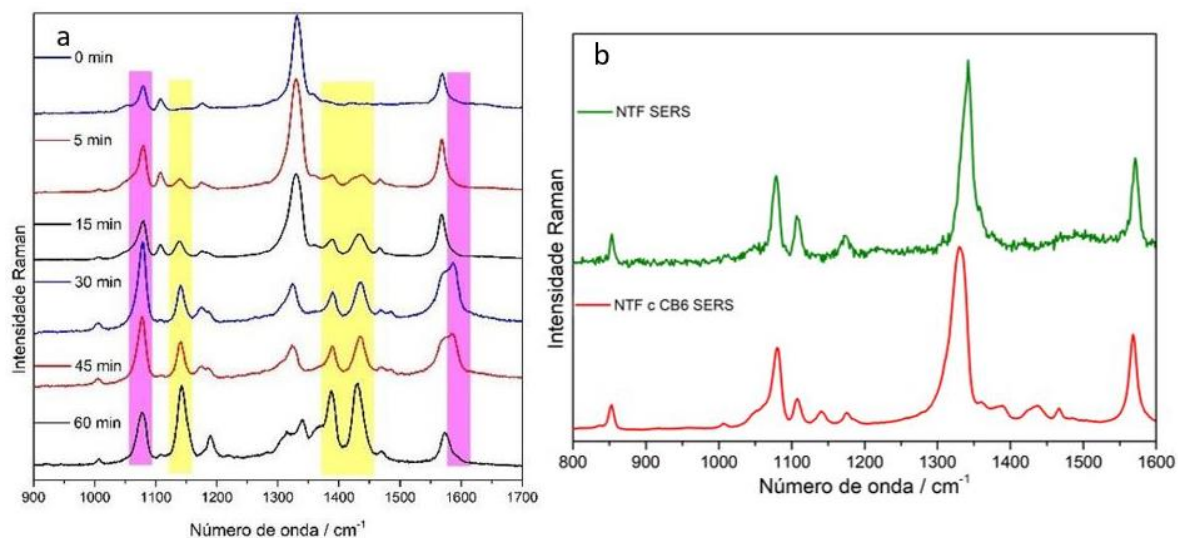 a
0 min
5 min
15 min
30 min
45 min
60 min
Intensidade Raman
900 1000 1100 1200 1300 1400 1500 1600 1700
Número de onda / cm-1
b
NTF SERS
NTF c CB6 SERS
Intensidade Raman
800 900 1000 1100 1200 1300 1400 1500 1600
Número de onda / cm-1